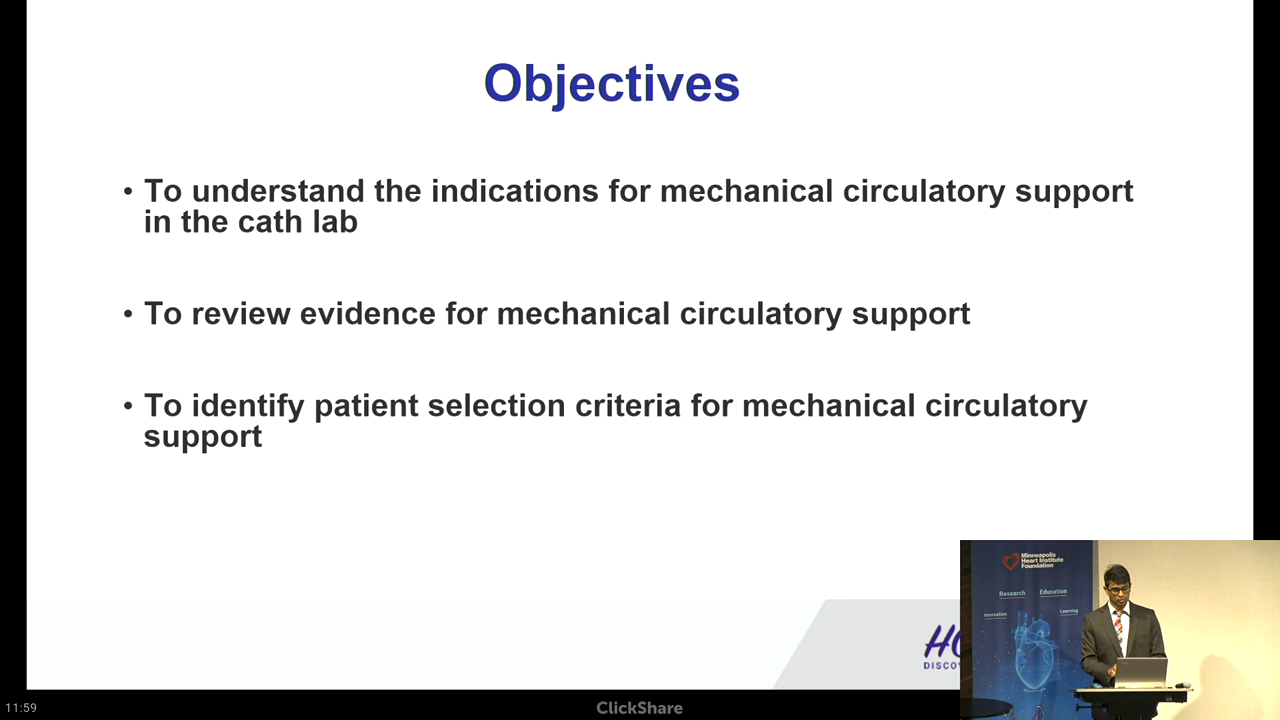 Objectives
• To understand the indications for mechanical circulatory support
in the cath lab
• To review evidence for mechanical circulatory support
• To identify patient selection criteria for mechanical circulatory
support
Minneapolis
Heart Institute
Foundation
Research
Education
Innovation
Learning
11:59
ClickShare